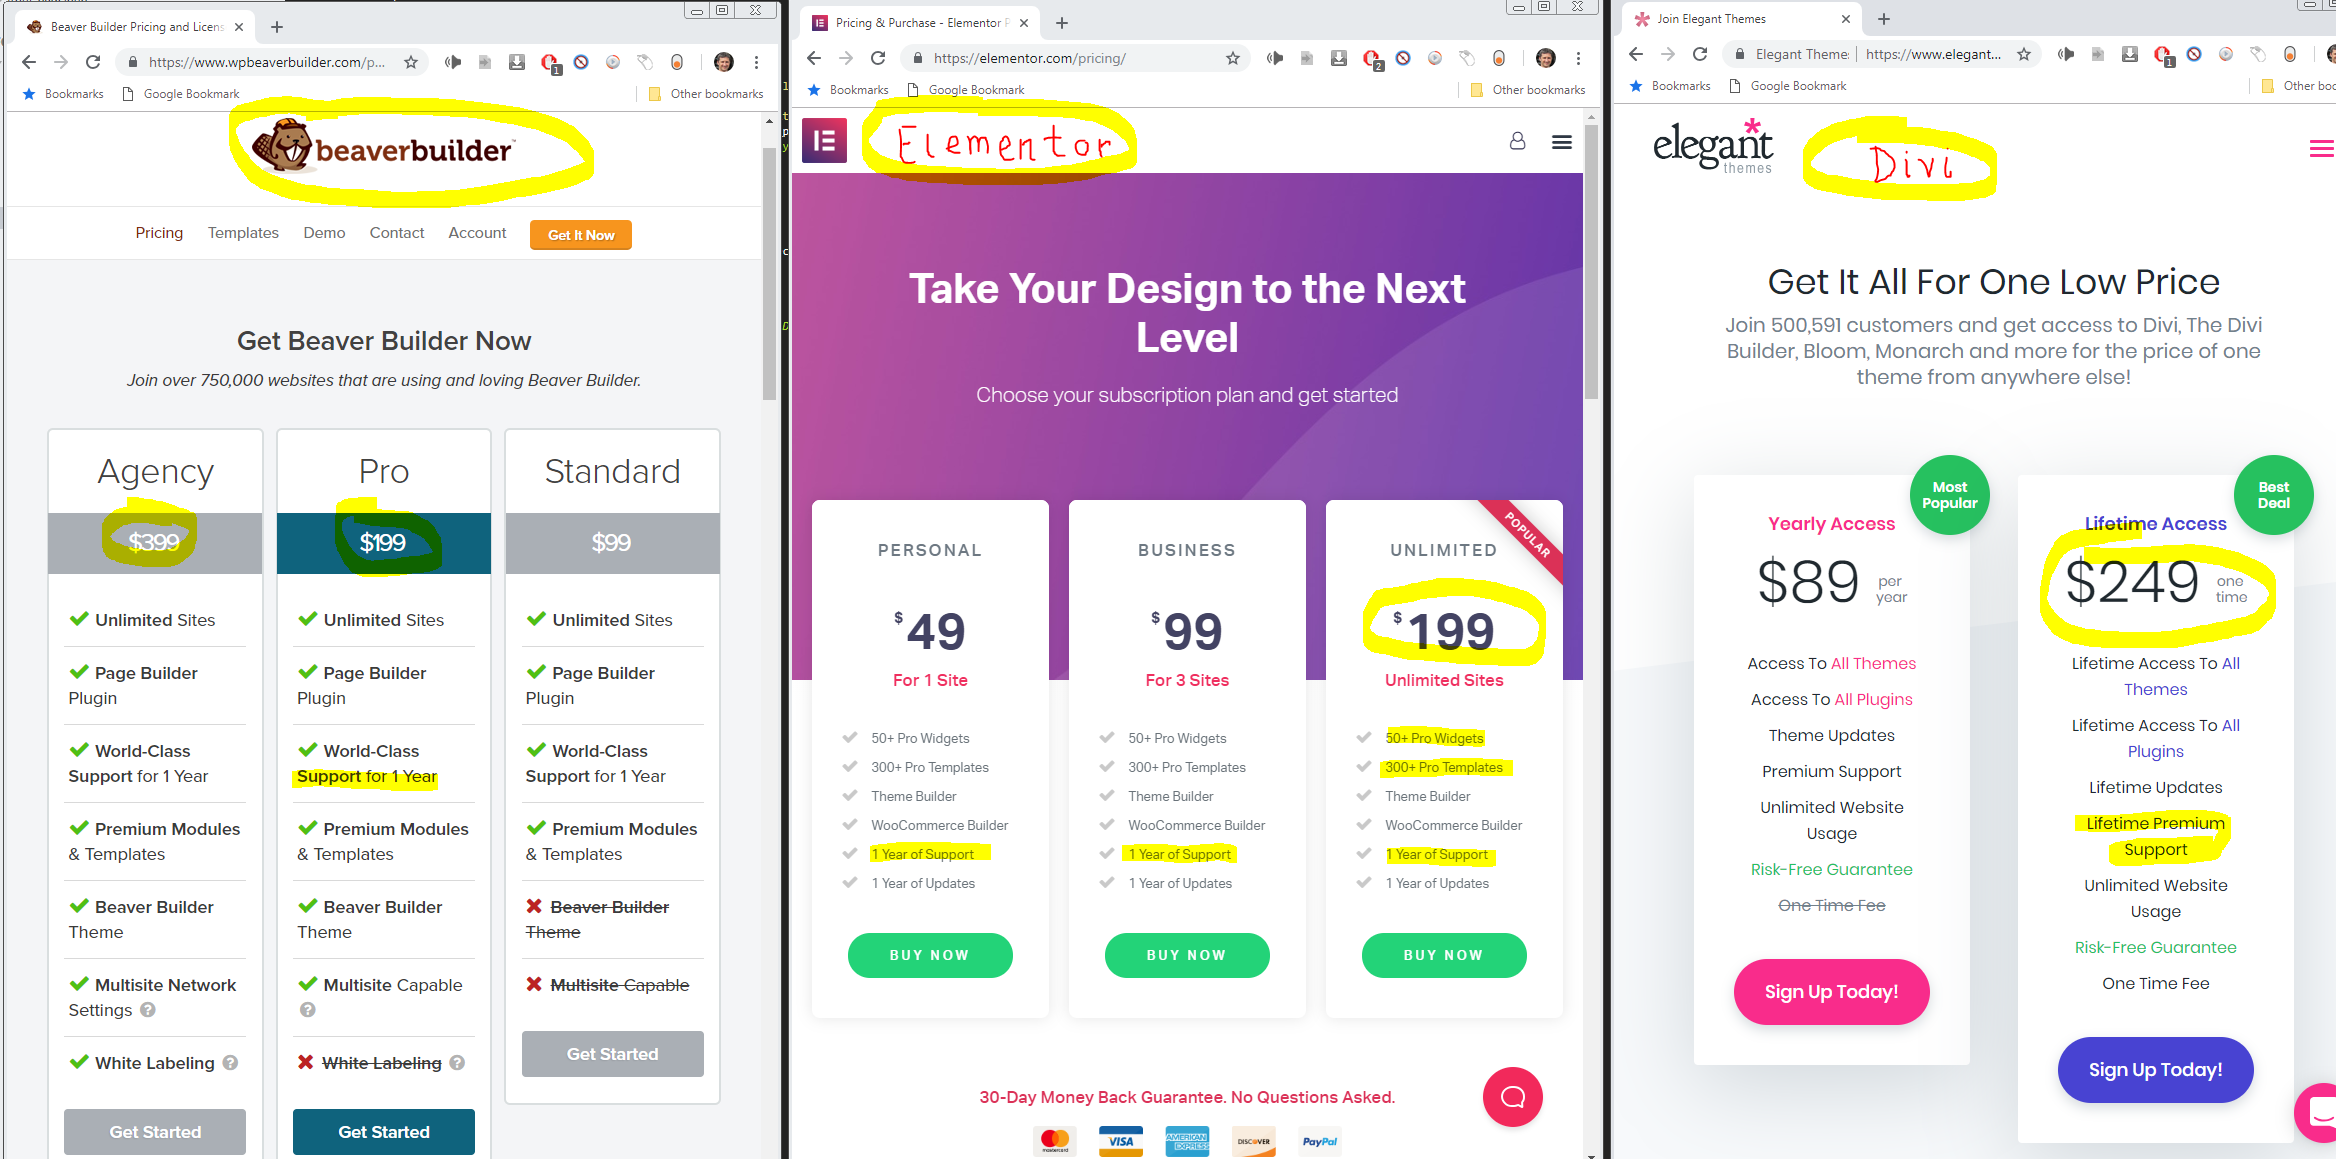 Beaver Builder Pricing and Licens
https://www.wpbeaverbuilder.com/p...
1
Bookmarks
Google Bookmark
Other bookmarks
beaverbuilder™
Pricing
Templates
Demo
Contact
Account
Get It Now
Get Beaver Builder Now
Join over 750,000 websites that are using and loving Beaver Builder.
Agency
$399
Unlimited Sites
Page Builder
Plugin
World-Class
Support for 1 Year
Premium Modules
& Templates
Beaver Builder
Theme
Multisite Network
Settings ?
White Labeling ?
Get Started
Pro
$199
Unlimited Sites
Page Builder
Plugin
World-Class
Support for 1 Year
Premium Modules
& Templates
Beaver Builder
Theme
Multisite Capable
?
White Labeling ?
Get Started
Standard
$99
Unlimited Sites
Page Builder
Plugin
World-Class
Support for 1 Year
Premium Modules
& Templates
Beaver Builder
Theme
Multisite Capable
Get Started
Pricing & Purchase - Elementor P
https://elementor.com/pricing/
2
Bookmarks
Google Bookmark
Other bookmarks
Elementor
Take Your Design to the Next
Level
Choose your subscription plan and get started
PERSONAL
$49
For 1 Site
50+ Pro Widgets
300+ Pro Templates
Theme Builder
WooCommerce Builder
1 Year of Support
1 Year of Updates
BUY NOW
BUSINESS
$99
For 3 Sites
50+ Pro Widgets
300+ Pro Templates
Theme Builder
WooCommerce Builder
1 Year of Support
1 Year of Updates
BUY NOW
POPULAR
UNLIMITED
$199
Unlimited Sites
50+ Pro Widgets
300+ Pro Templates
Theme Builder
WooCommerce Builder
1 Year of Support
1 Year of Updates
BUY NOW
30-Day Money Back Guarantee. No Questions Asked.
mastercard
VISA
AMERICAN EXPRESS
DISCOVER
PayPal
Join Elegant Themes
Elegant Theme: | https://www.elegant...
1
Bookmarks
Google Bookmark
Other boo
elegant
themes
Divi
Get It All For One Low Price
Join 500,591 customers and get access to Divi, The Divi
Builder, Bloom, Monarch and more for the price of one
theme from anywhere else!
Most
Popular
Yearly Access
$89 per
year
Access To All Themes
Access To All Plugins
Theme Updates
Premium Support
Unlimited Website
Usage
Risk-Free Guarantee
One Time Fee
Sign Up Today!
Best
Deal
Lifetime Access
$249 one
time
Lifetime Access To All
Themes
Lifetime Access To All
Plugins
Lifetime Updates
Lifetime Premium
Support
Unlimited Website
Usage
Risk-Free Guarantee
One Time Fee
Sign Up Today!